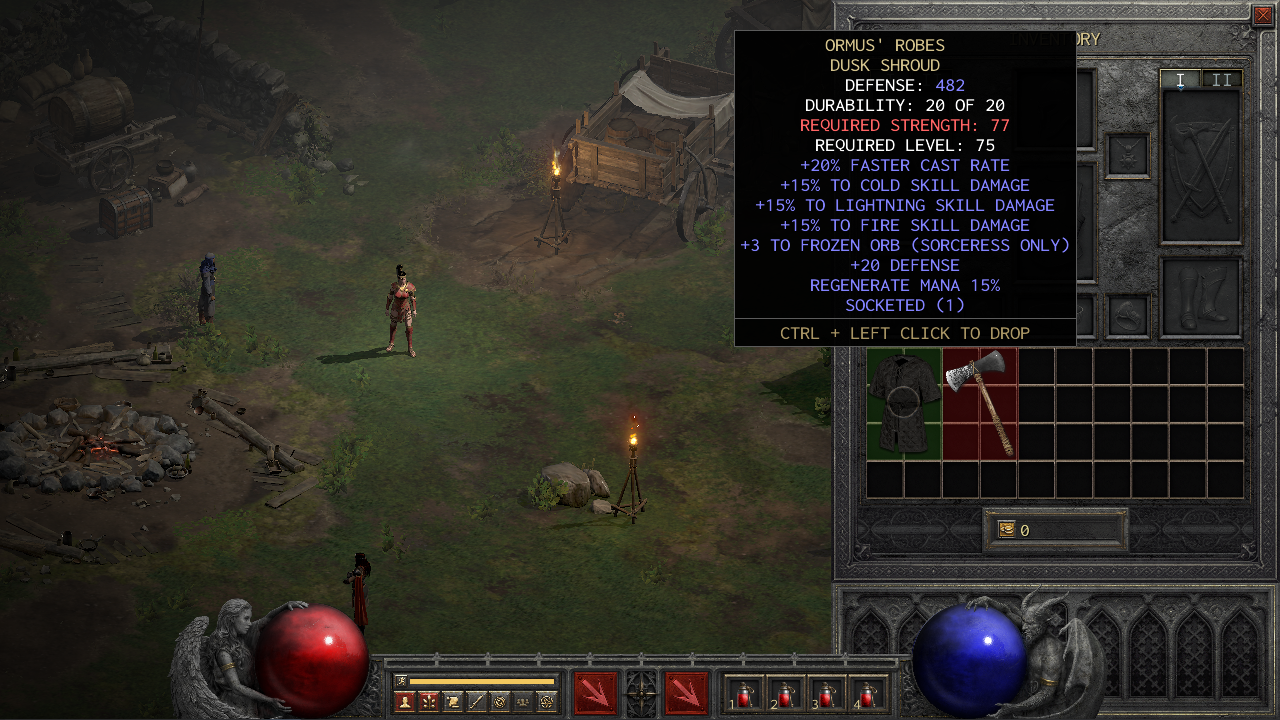 INVENTORY
I II
ORMUS' ROBES
DUSK SHROUD
DEFENSE: 482
DURABILITY: 20 OF 20
REQUIRED STRENGTH: 77
REQUIRED LEVEL: 75
+20% FASTER CAST RATE
+15% TO COLD SKILL DAMAGE
+15% TO LIGHTNING SKILL DAMAGE
+15% TO FIRE SKILL DAMAGE
+3 TO FROZEN ORB (SORCERESS ONLY)
+20 DEFENSE
REGENERATE MANA 15%
SOCKETED (1)
CTRL + LEFT CLICK TO DROP
0
1 2 3 4